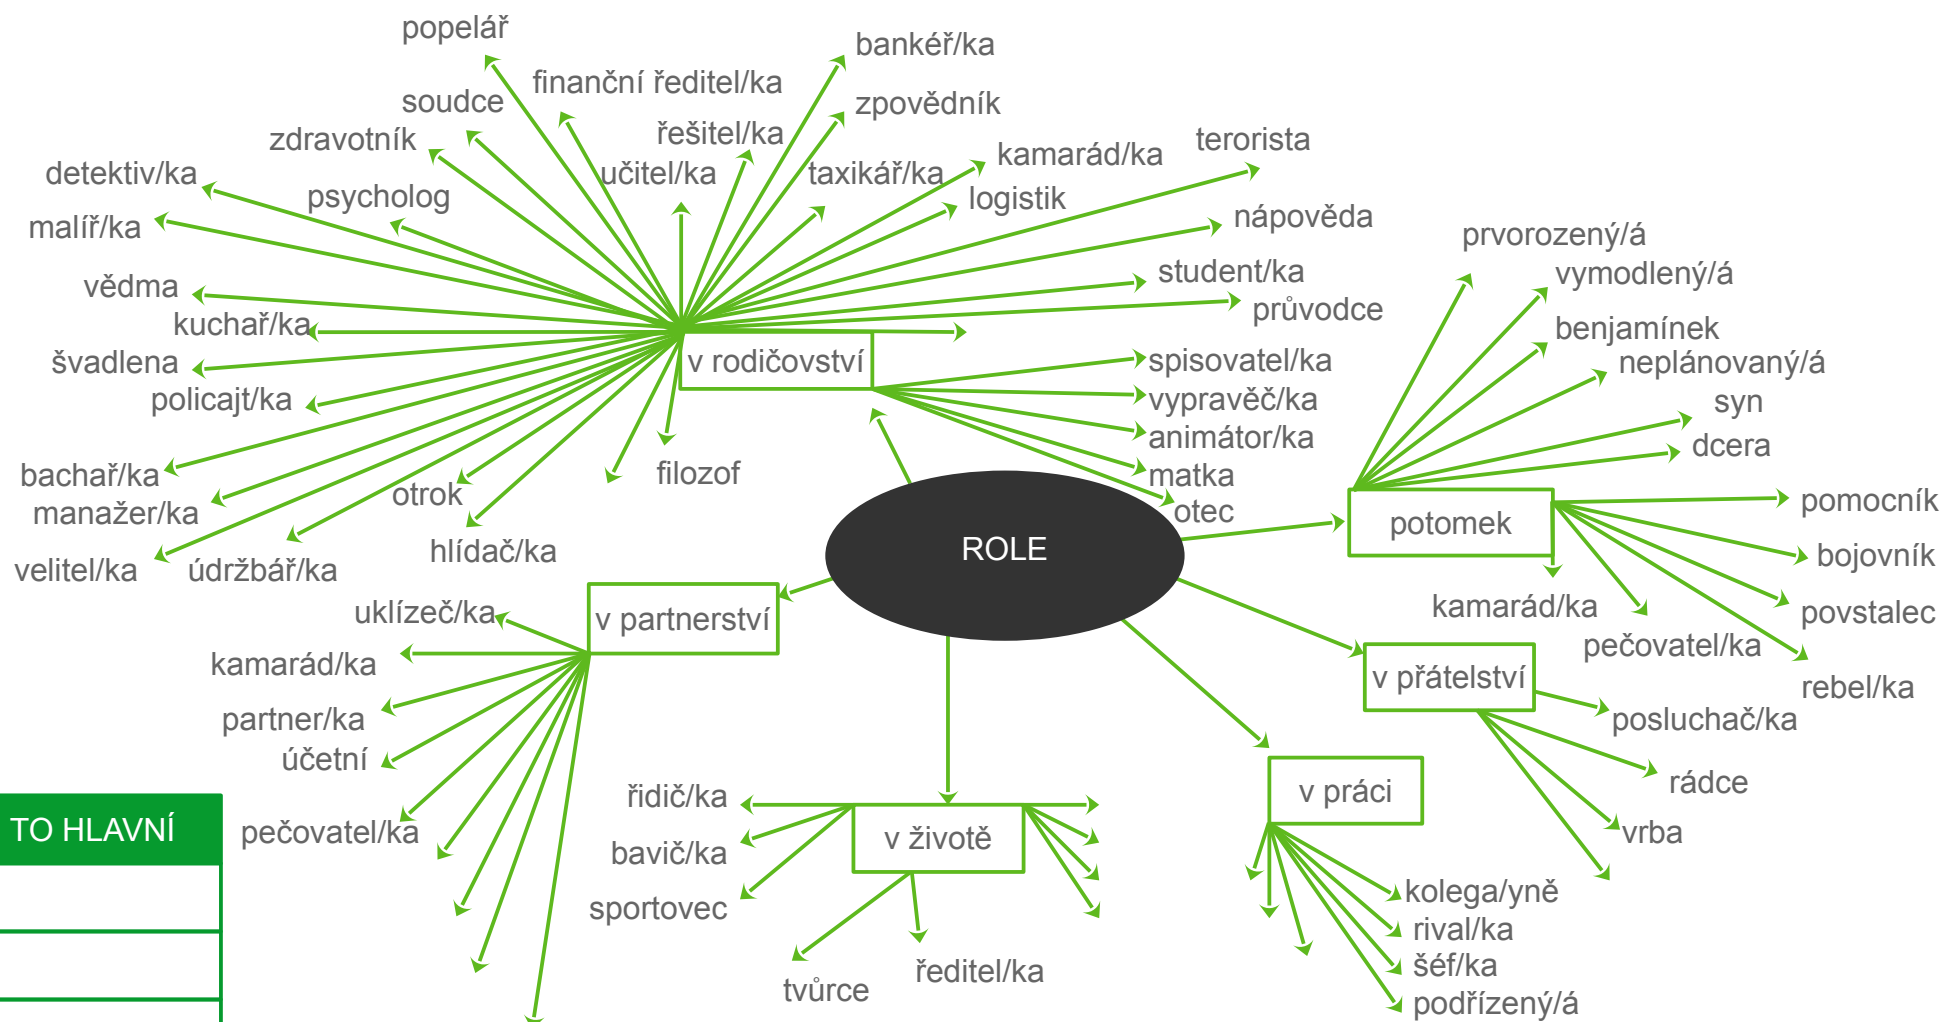 popelář
bankéř/ka
finanční ředitel/ka
soudce
zpovědník
řešitel/ka
zdravotník
terorista
kamarád/ka
detektiv/ka
učitel/ka
taxikář/ka
psycholog
logistik
malíř/ka
nápověda
prvorozený/á
student/ka
vymodlený/á
vědma
průvodce
kuchař/ka
benjamínek
švadlena
v rodičovství
spisovatel/ka
neplánovaný/á
policajt/ka
vypravěč/ka
syn
animátor/ka
dcera
bachař/ka
filozof
matka
otrok
pomocník
manažer/ka
otec
potomek
hlídač/ka
ROLE
bojovník
velitel/ka
údržbář/ka
uklízeč/ka
v partnerství
kamarád/ka
povstalec
pečovatel/ka
kamarád/ka
v přátelství
rebel/ka
partner/ka
posluchač/ka
účetní
rádce
řidič/ka
v práci
TO HLAVNÍ
pečovatel/ka
v životě
vrba
bavič/ka
kolega/yně
sportovec
rival/ka
ředitel/ka
šéf/ka
tvůrce
podřízený/á